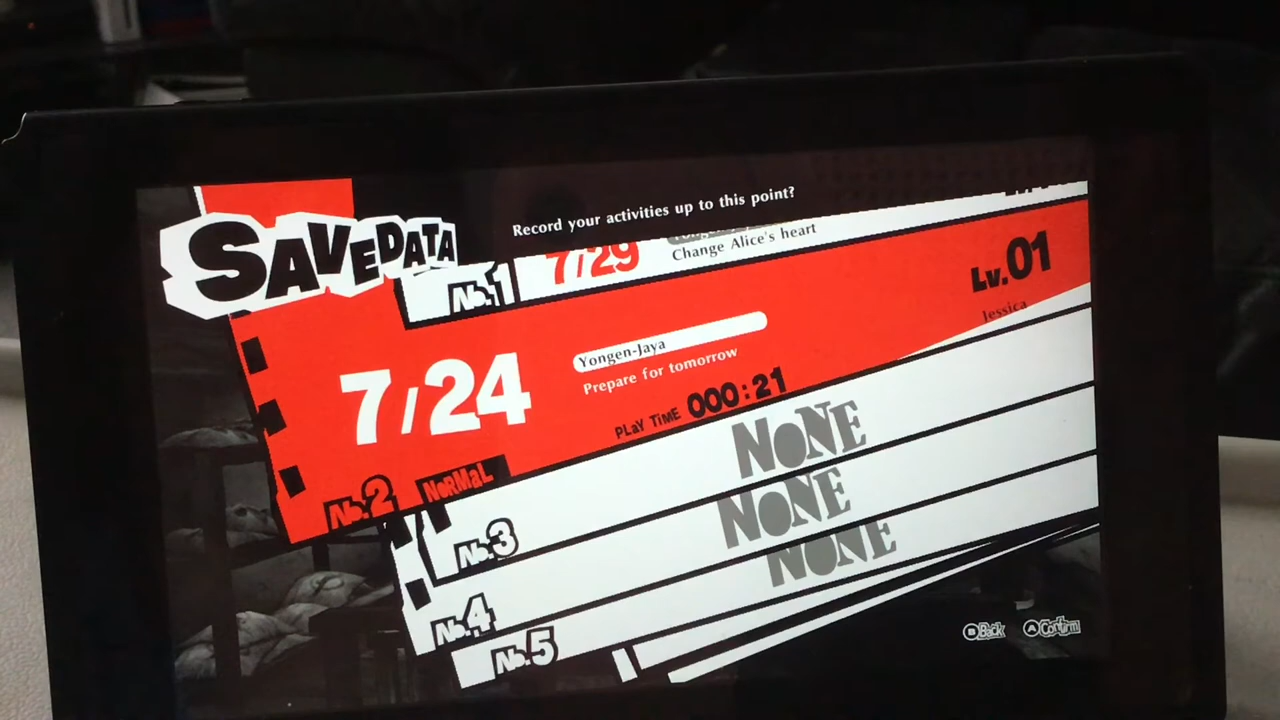 Record your activities up to this point?
SAVEDATA
No.1
7/29
Change Alice's heart
Lv.01
Jessica
7/24
Yongen-Jaya
Prepare for tomorrow
PLAY TIME 000:21
No.2
NORMAL
NONE
No.3
NONE
No.4
NONE
No.5
B Back
A Confirm